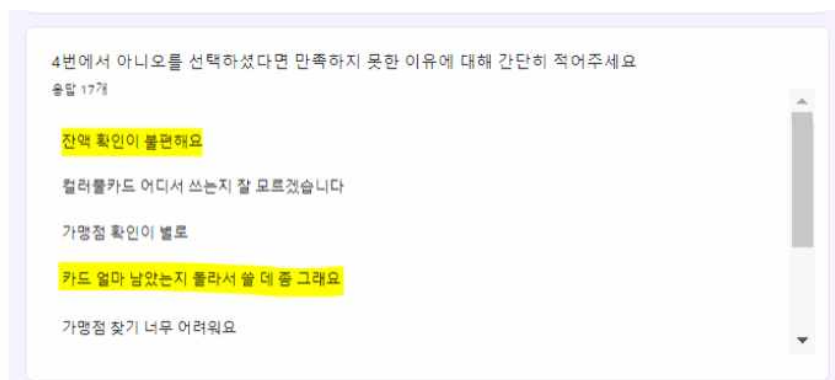 4번에서 아니오를 선택하셨다면 만족하지 못한 이유에 대해 간단히 적어주세요
응답 17개
잔액 확인이 불편해요
컬러풀카드 어디서 쓰는지 잘 모르겠습니다
가맹점 확인이 별로
카드 얼마 남았는지 몰라서 쓸 데 좀 그래요
가맹점 찾기 너무 어려워요